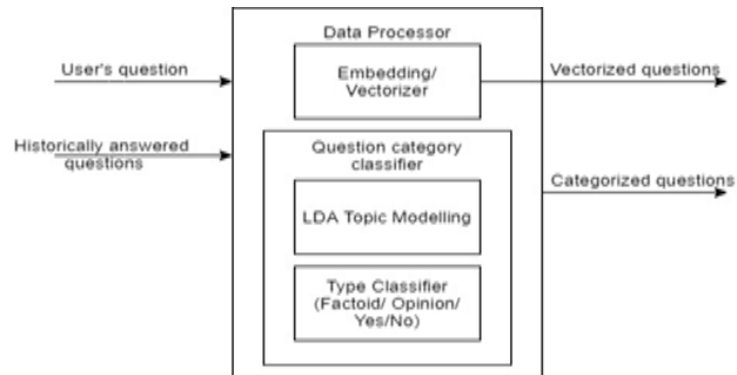 Data Processor
User's question
Embedding/
Vectorizer
Vectorized questions
Historically answered
questions
Question category
classifier
Categorized questions
LDA Topic Modelling
Type Classifier
(Factoid/ Opinion/
Yes/No)